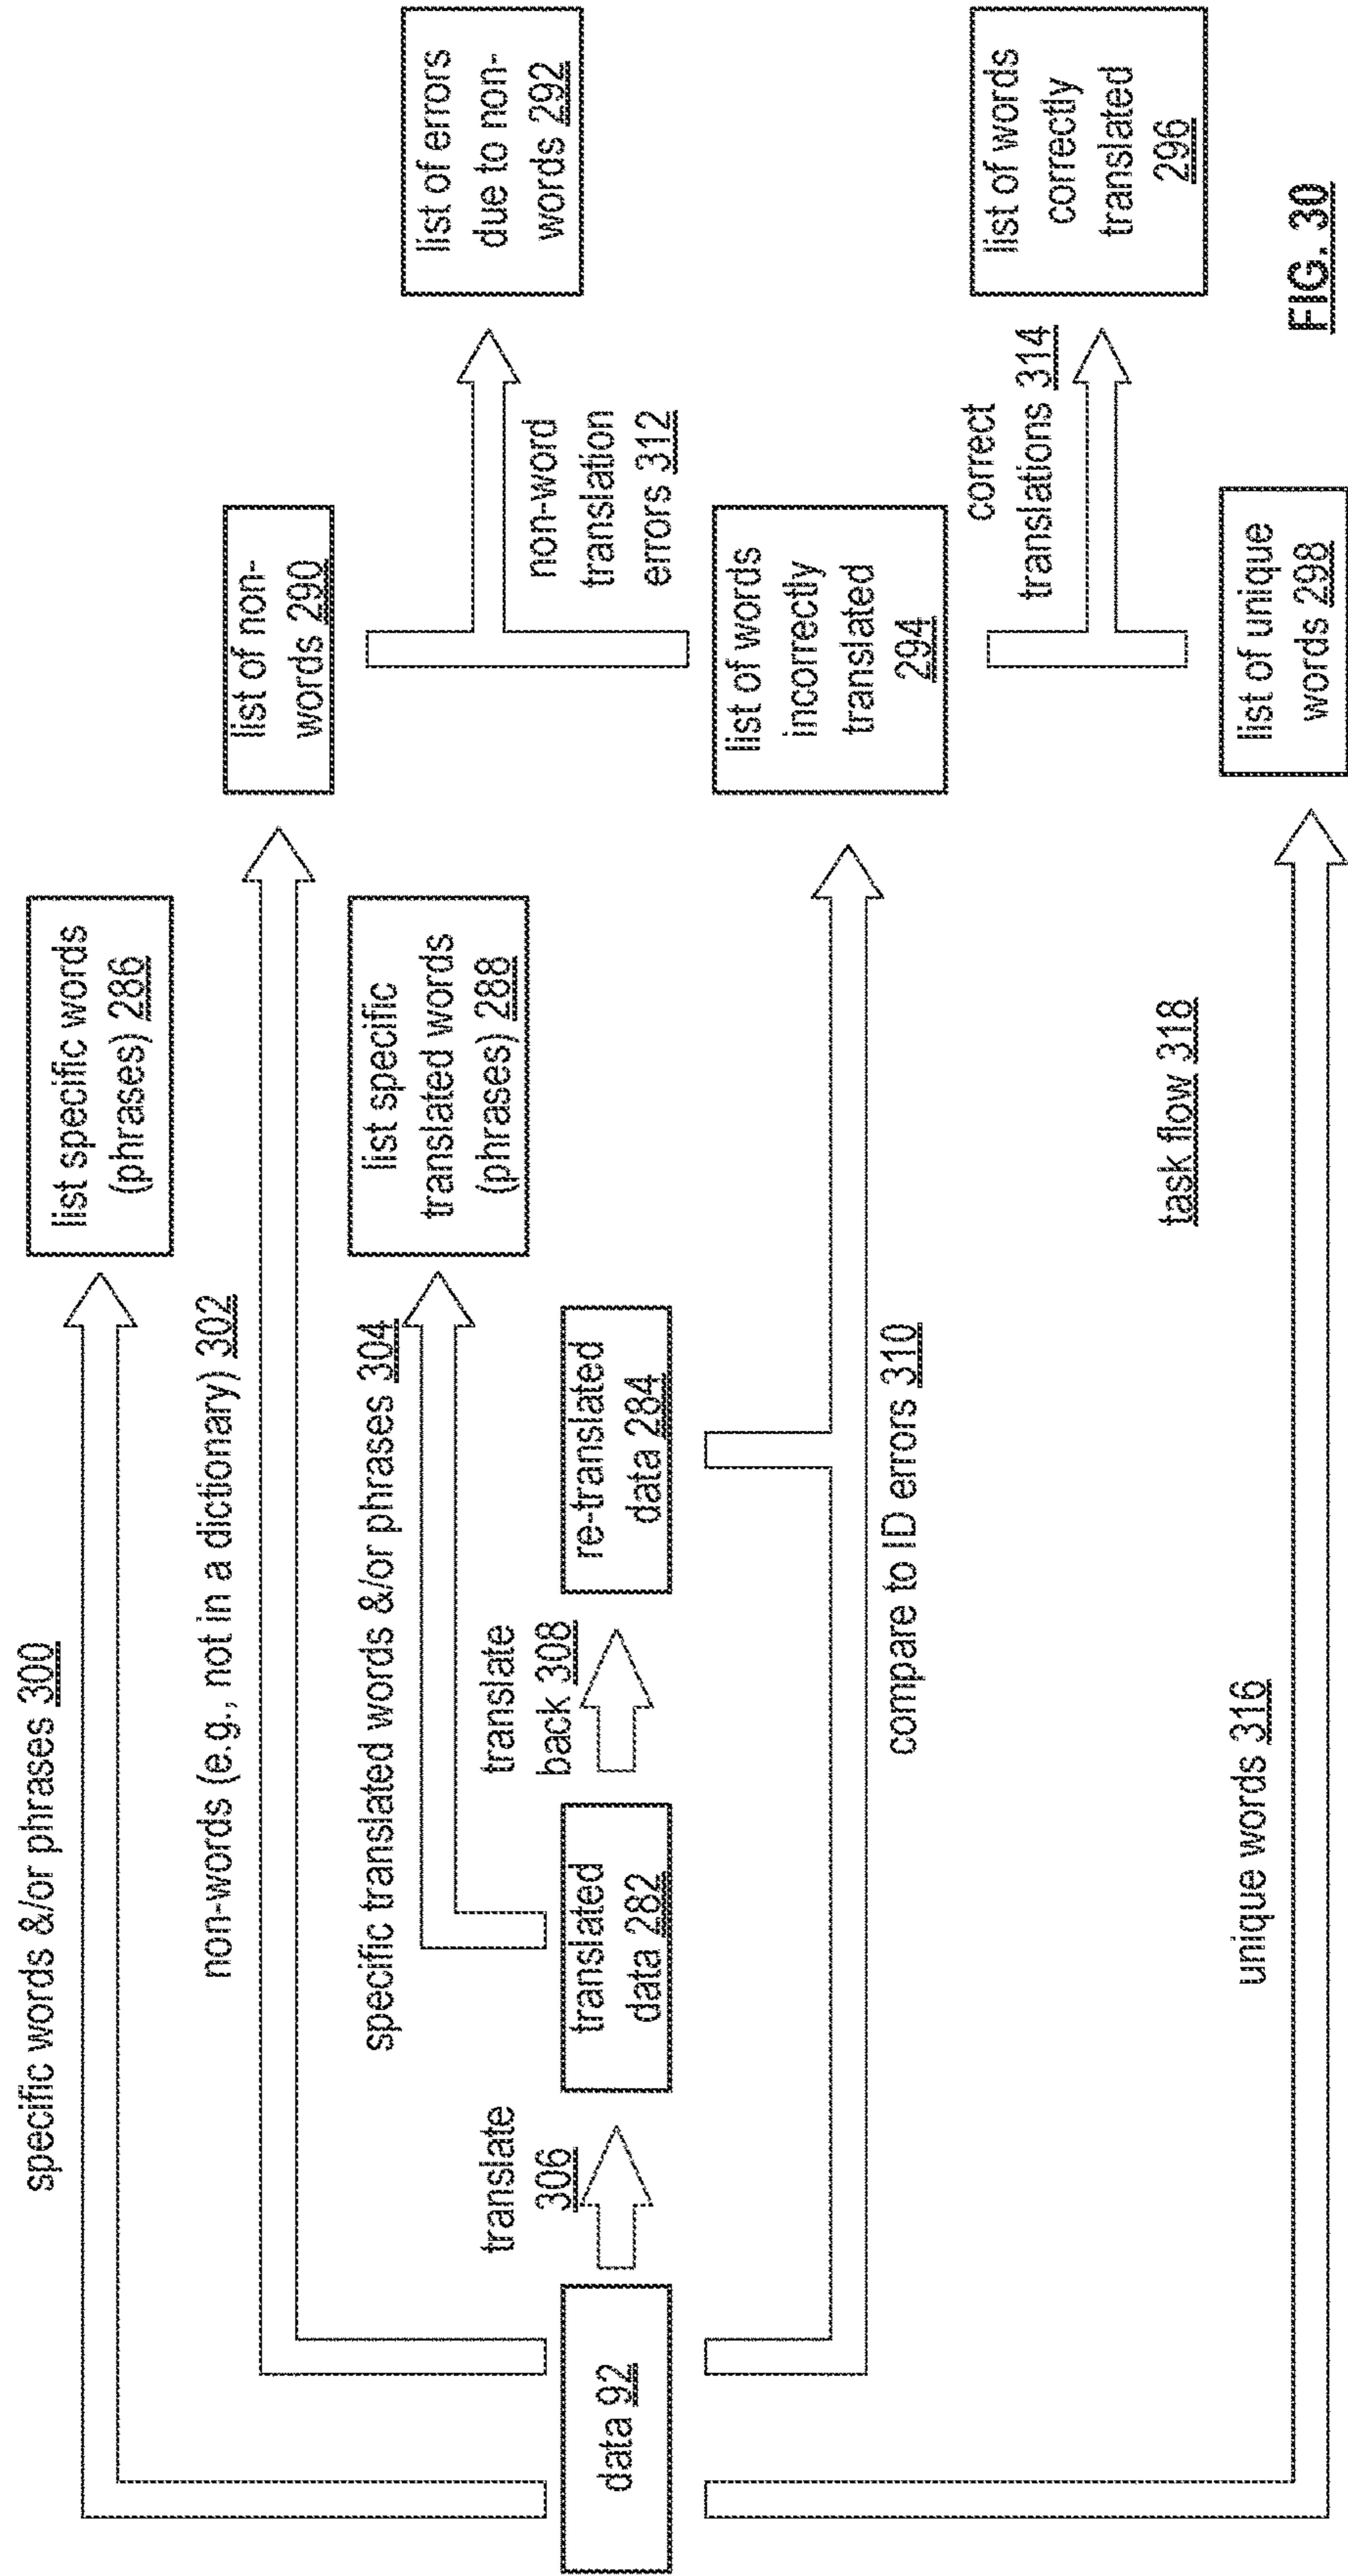 specific words &/or phrases 300
list specific words
(phrases) 286
non-words (e.g., not in a dictionary) 302
list of non-
words 290
specific translated words &/or phrases 304
list specific
translated words
(phrases) 288
list of errors
due to non-
words 292
non-word
translation
errors 312
data 92
translate
306
translated
data 282
translate
back 308
re-translated
data 284
compare to ID errors 310
list of words
incorrectly
translated
294
correct
translations 314
list of words
correctly
translated
296
task flow 318
unique words 316
list of unique
words 298
FIG. 30